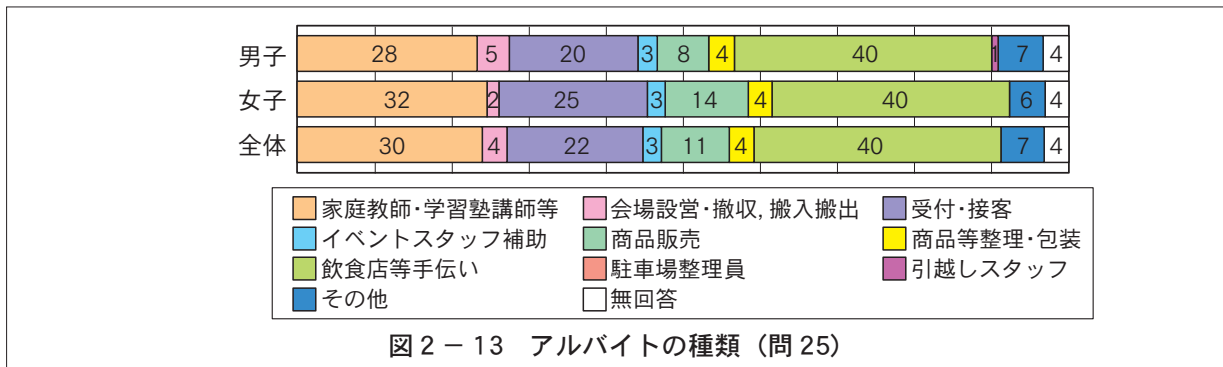 男子 28 5 20 3 8 4 40 1 7 4
女子 32 2 25 3 14 4 40 6 4
全体 30 4 22 3 11 4 40 7 4
家庭教師・学習塾講師等 会場設営・撤収,搬入搬出 受付・接客
イベントスタッフ補助 商品販売 商品等整理・包装
飲食店等手伝い 駐車場整理員 引越しスタッフ
その他 無回答
図2－13 アルバイトの種類（問25）